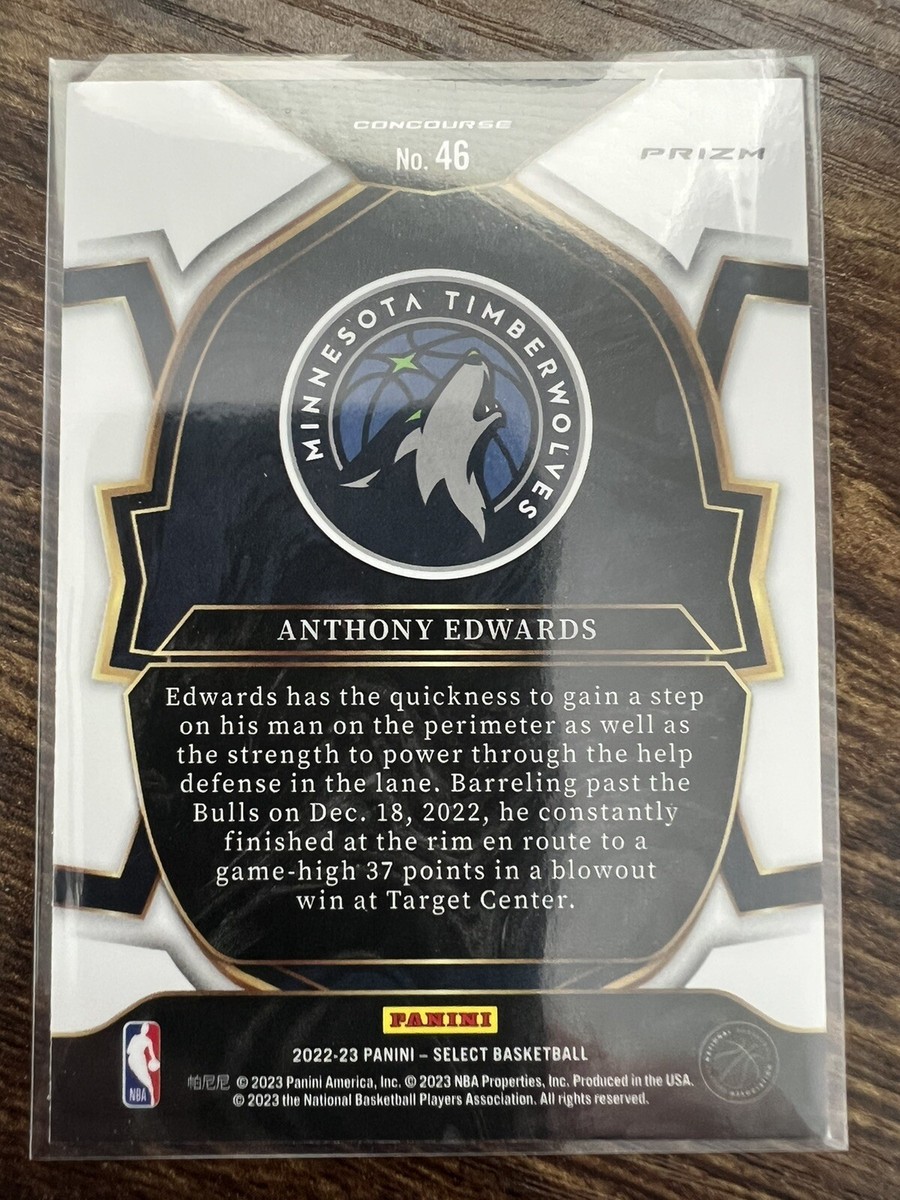 CONCOURSE
No. 46
PRIZM
MINNESOTA TIMBERWOLVES
ANTHONY EDWARDS
Edwards has the quickness to gain a step
on his man on the perimeter as well as
the strength to power through the help
defense in the lane. Barreling past the
Bulls on Dec. 18, 2022, he constantly
finished at the rim en route to a
game-high 37 points in a blowout
win at Target Center.
PANINI
2022-23 PANINI – SELECT BASKETBALL
NBA
帕尼尼 © 2023 Panini America, Inc. © 2023 NBA Properties, Inc. Produced in the USA.
© 2023 the National Basketball Players Association. All rights reserved.